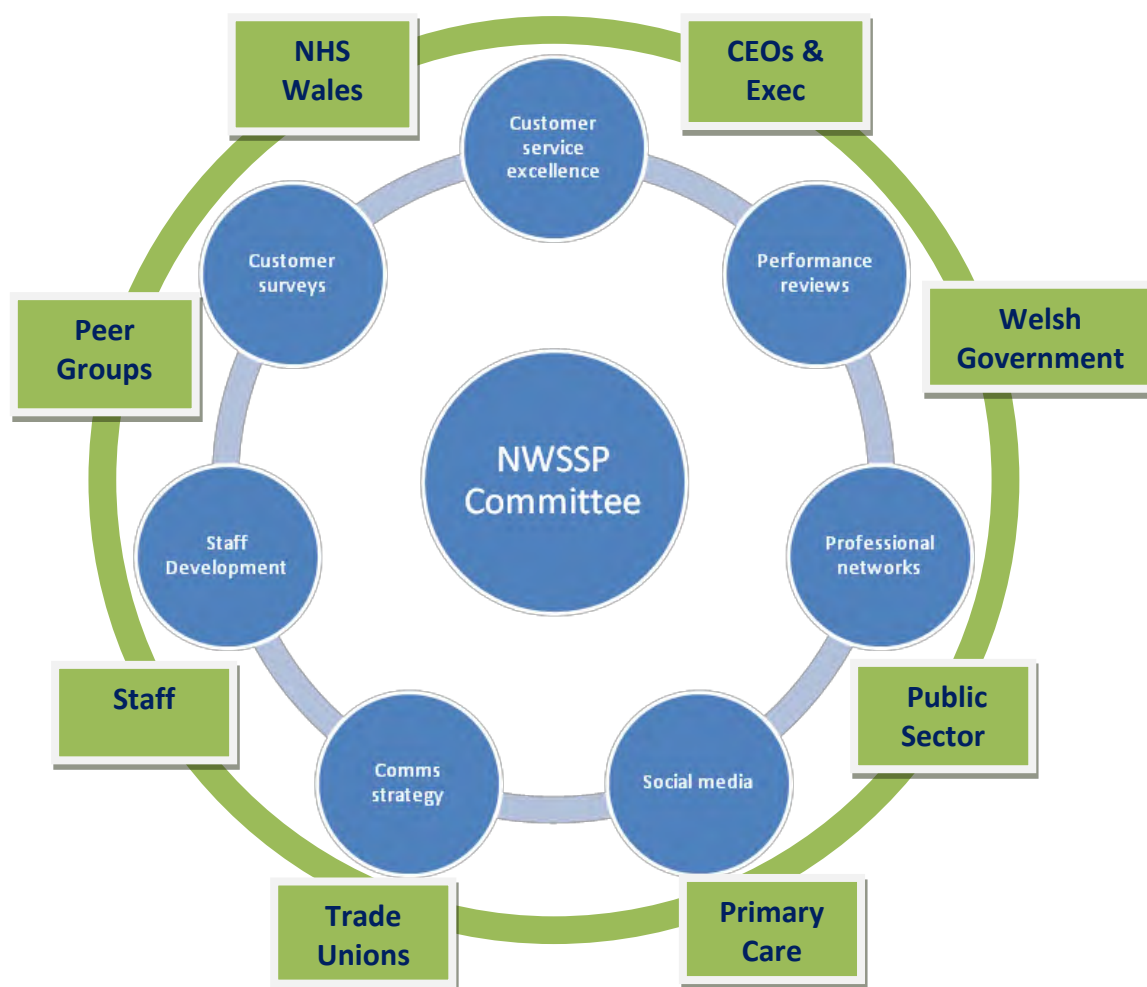 NHS
Wales
CEOs &
Exec
Customer
service
excellence
Customer
surveys
Performance
reviews
Peer
Groups
Welsh
Government
NWSSP
Committee
Staff
Development
Professional
networks
Staff
Public
Sector
Comms
strategy
Social media
Trade
Unions
Primary
Care